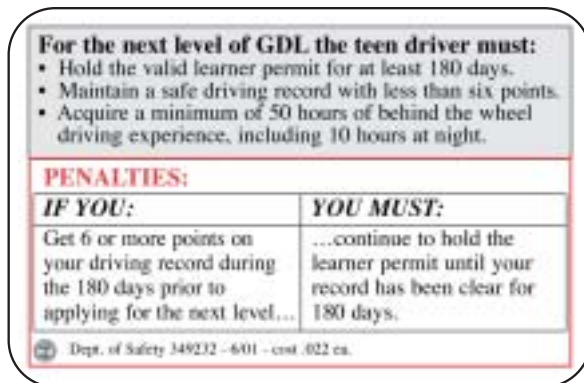 For the next level of GDL the teen driver must:
• Hold the valid learner permit for at least 180 days.
• Maintain a safe driving record with less than six points.
• Acquire a minimum of 50 hours of behind the wheel
driving experience, including 10 hours at night.
PENALTIES:
IF YOU:
Get 6 or more points on
your driving record during
the 180 days prior to
applying for the next level…
YOU MUST:
…continue to hold the
learner permit until your
record has been clear for
180 days.
Dept. of Safety 349232 - 6/01 - cost .022 ea.